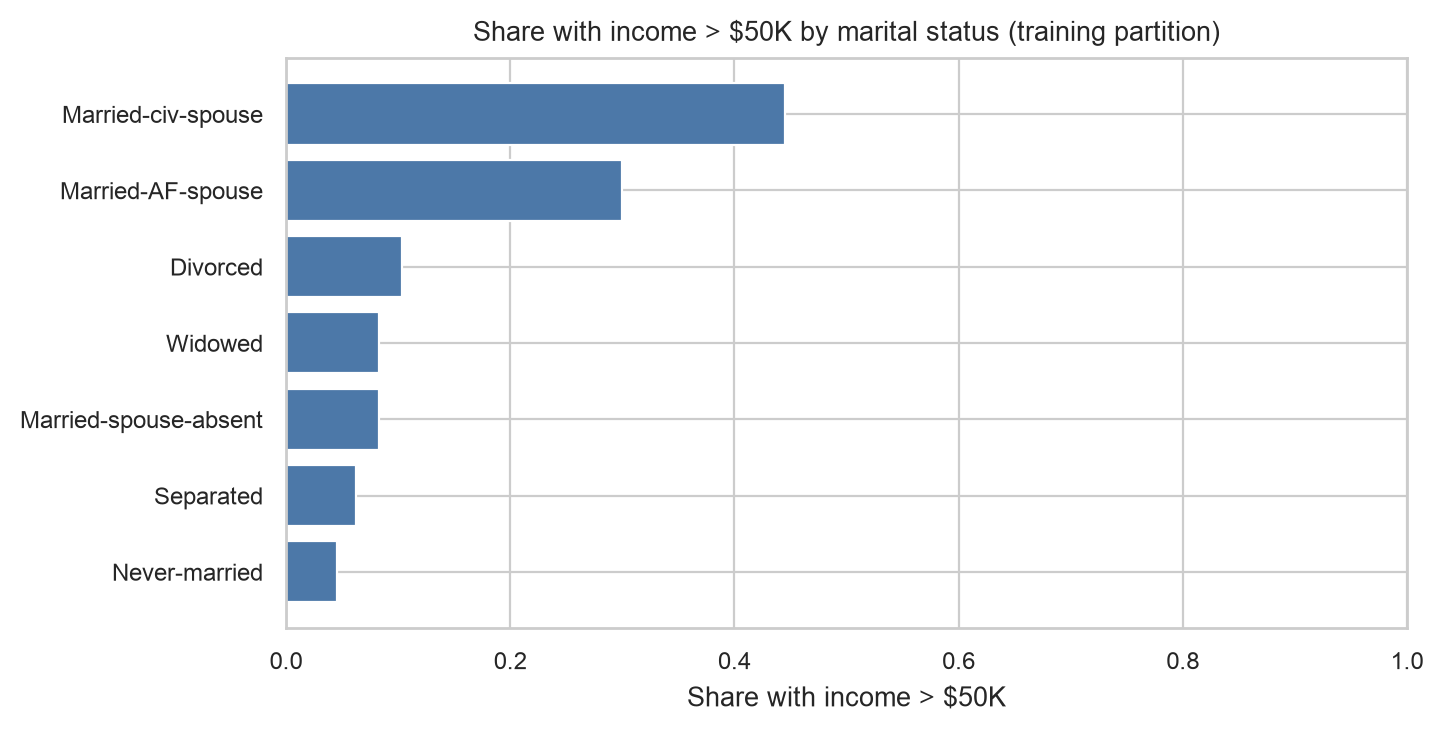 Share with income > $50K by marital status (training partition)
Married-civ-spouse
Married-AF-spouse
Divorced
Widowed
Married-spouse-absent
Separated
Never-married
0.0 0.2 0.4 0.6 0.8 1.0
Share with income > $50K